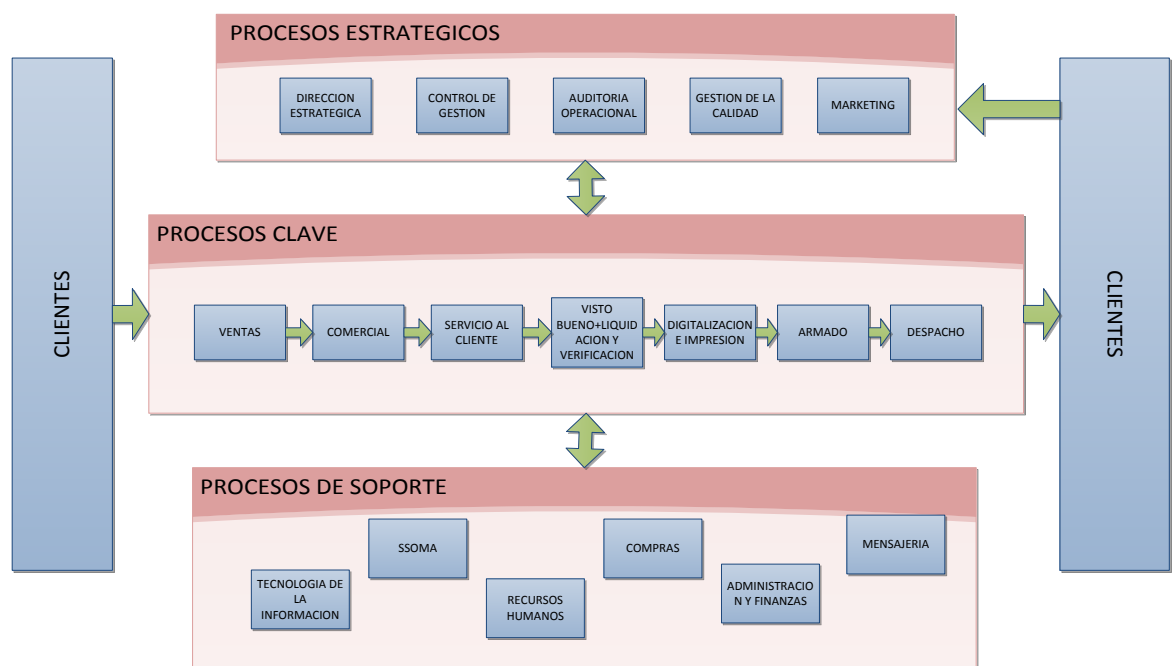 PROCESOS ESTRATEGICOS
DIRECCION
ESTRATEGICA
CONTROL DE
GESTION
AUDITORIA
OPERACIONAL
GESTION DE LA
CALIDAD
MARKETING
CLIENTES
PROCESOS CLAVE
VENTAS
COMERCIAL
SERVICIO AL
CLIENTE
VISTO
BUENO+LIQUID
ACION Y
VERIFICACION
DIGITALIZACION
E IMPRESION
ARMADO
DESPACHO
CLIENTES
PROCESOS DE SOPORTE
TECNOLOGIA DE
LA
INFORMACION
SSOMA
RECURSOS
HUMANOS
COMPRAS
ADMINISTRACIO
N Y FINANZAS
MENSAJERIA